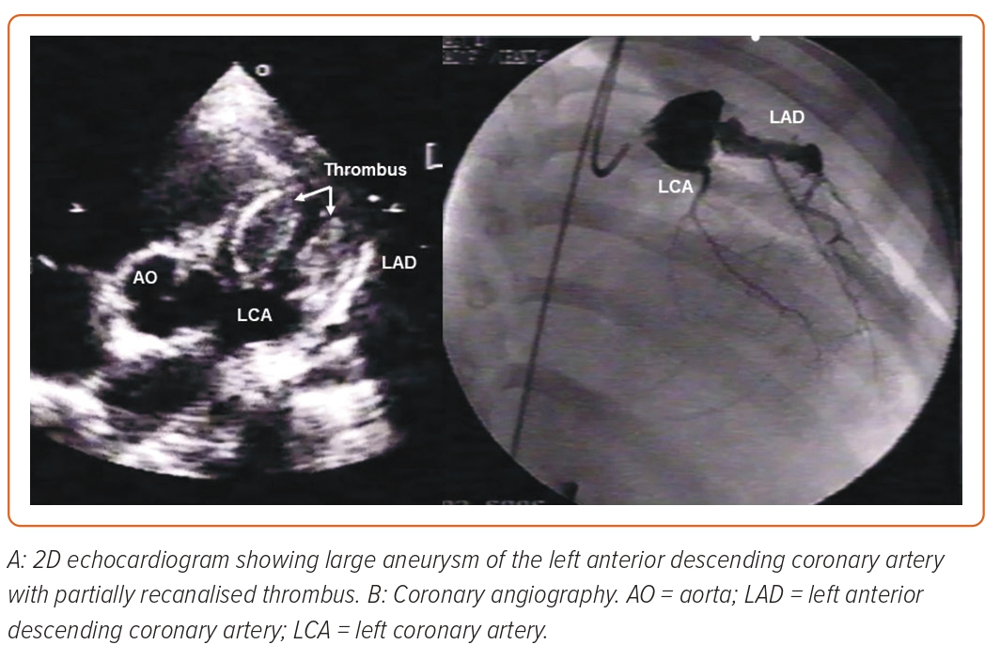 Thrombus
LAD
AO
LCA
LAD
LCA
A: 2D echocardiogram showing large aneurysm of the left anterior descending coronary artery
with partially recanalised thrombus. B: Coronary angiography. AO = aorta; LAD = left anterior
descending coronary artery; LCA = left coronary artery.